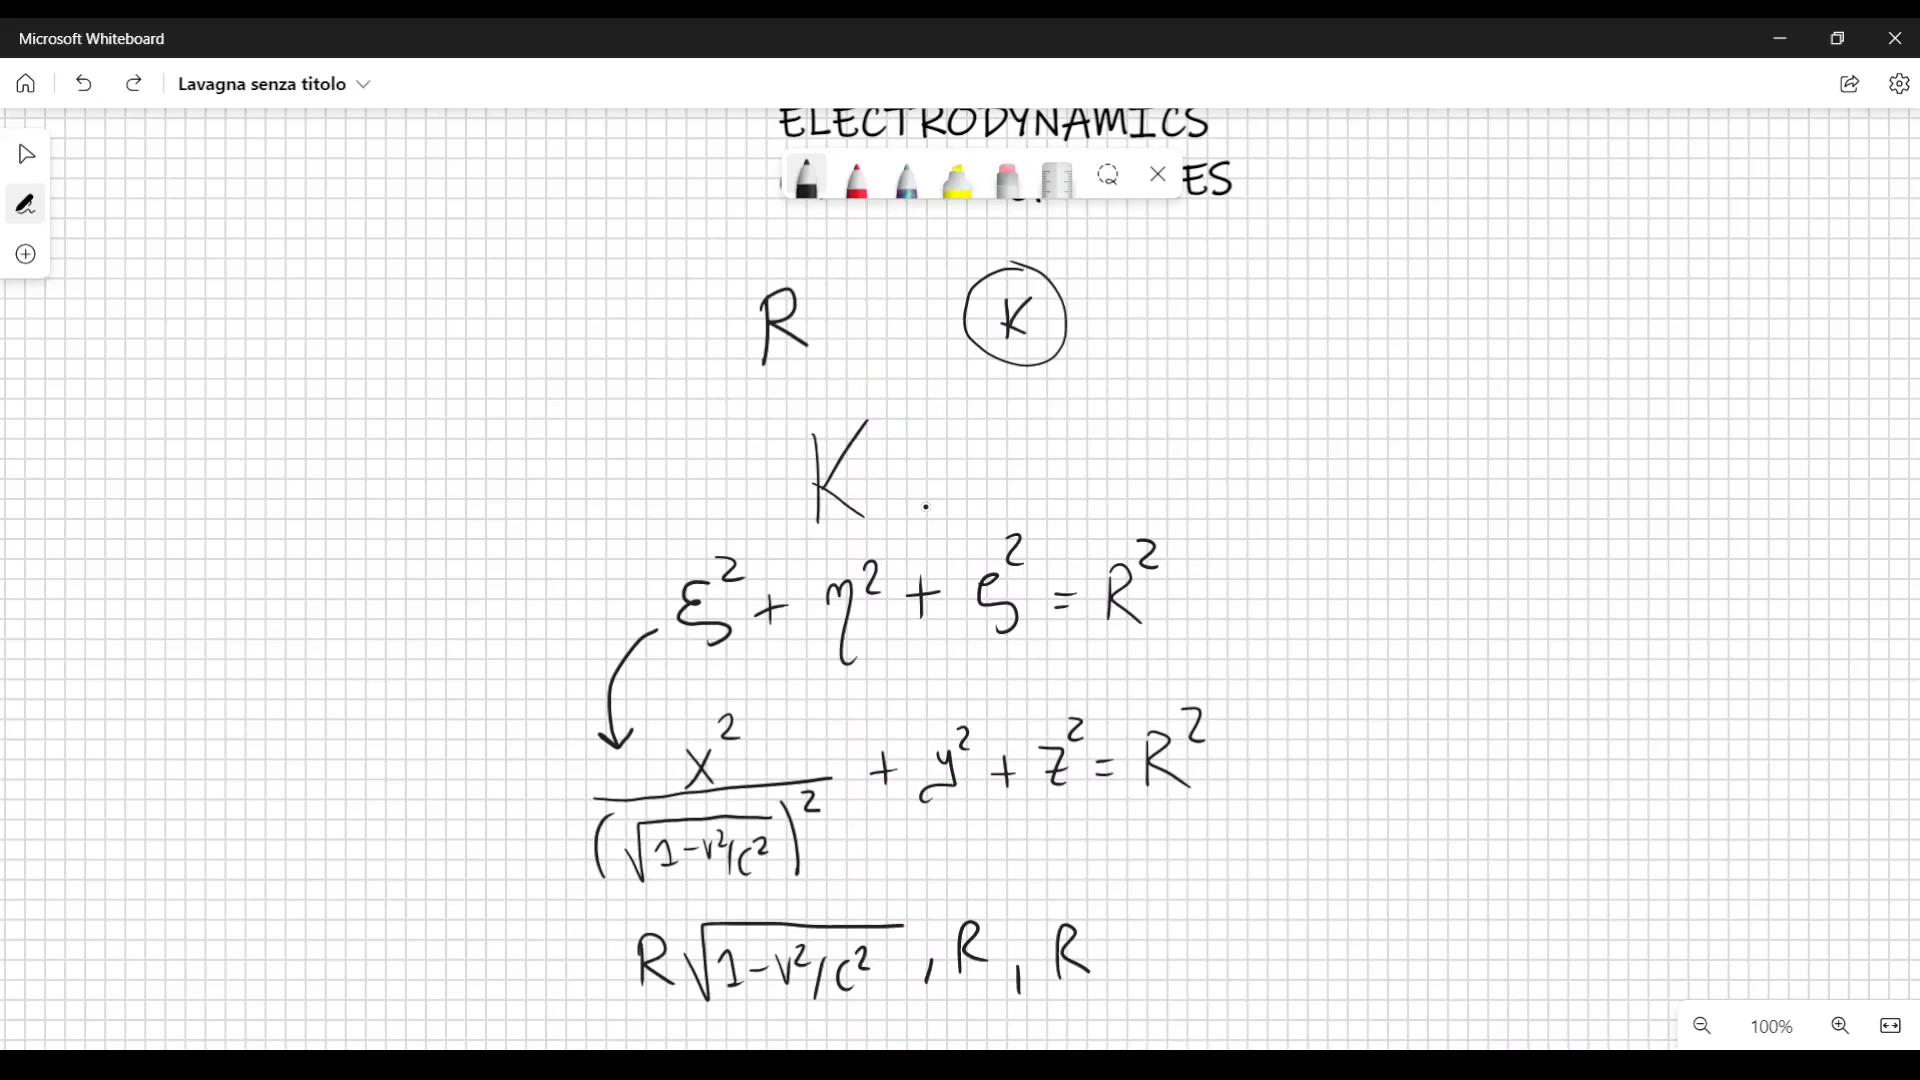 Microsoft Whiteboard
Lavagna senza titolo
ELECTRODYNAMICS
ES
R K
K
ξ² + η² + ζ² = R²
x² / (√1-v²/c²)² + y² + z² = R²
R√1-v²/c² , R , R
100%